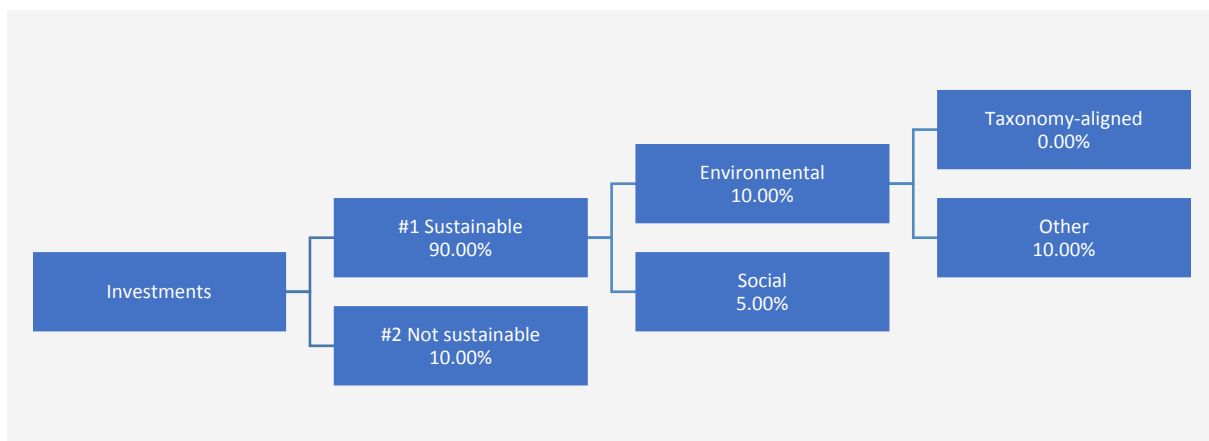 Investments
#1 Sustainable
90.00%
#2 Not sustainable
10.00%
Environmental
10.00%
Social
5.00%
Taxonomy-aligned
0.00%
Other
10.00%